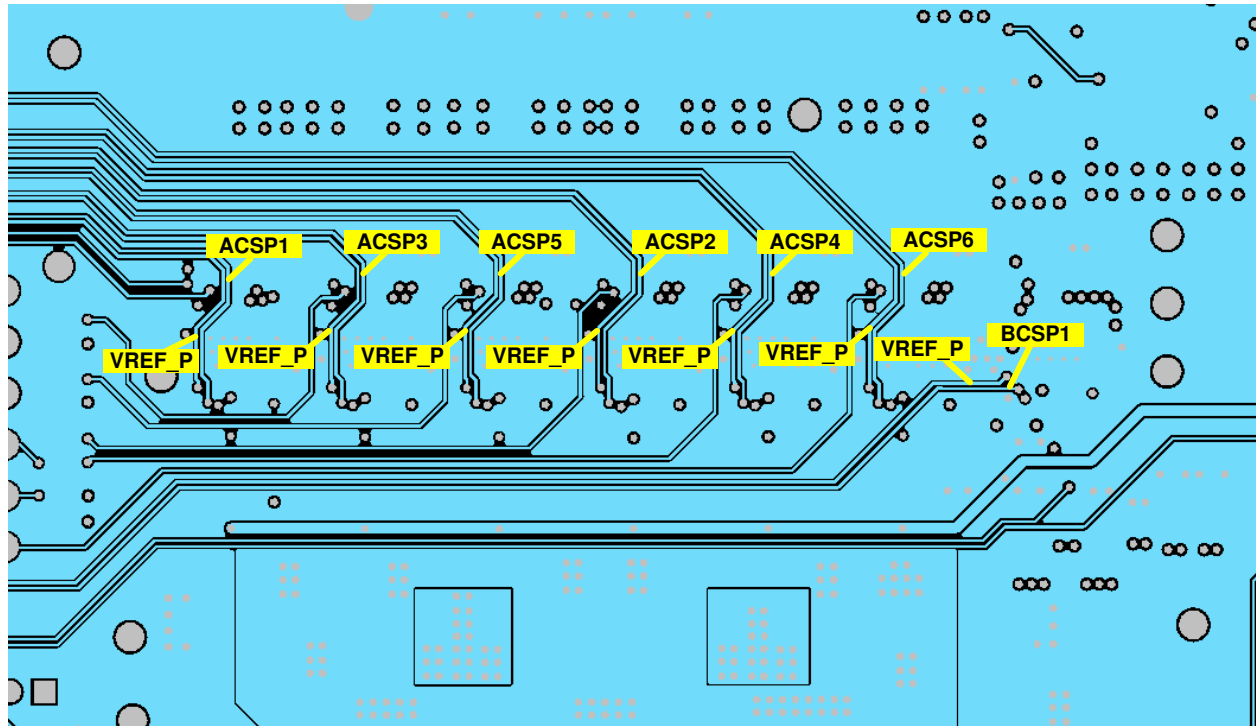 ACSP1
ACSP3
ACSP5
ACSP2
ACSP4
ACSP6
VREF_P
VREF_P
VREF_P
VREF_P
VREF_P
VREF_P
VREF_P
BCSP1